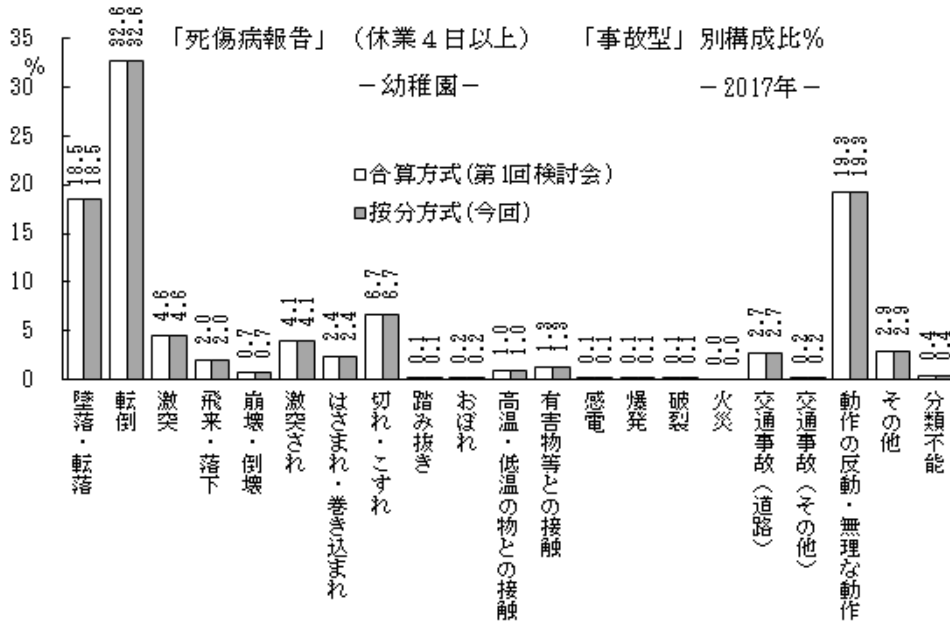 「死傷病報告」（休業４日以上）　「事故型」別構成比%
－幼稚園－　－2017年－
合算方式(第1回検討会)
按分方式(今回)
%
35
30
25
20
15
10
5
0
18.5 18.5
32.6 32.6
4.6 4.6
2.0 2.0
0.7 0.7
4.1 4.1
2.4 2.4
6.7 6.7
0.1 0.1
0.2 0.2
1.0 1.0
1.3 1.3
0.1 0.1
0.1 0.1
0.1 0.1
0.0 0.0
2.7 2.7
0.2 0.2
19.3 19.3
2.9 2.9
0.4 0.4
墜落・転落
転倒
激突
飛来・落下
崩壊・倒壊
激突され
はさまれ・巻き込まれ
切れ・こすれ
踏み抜き
おぼれ
高温・低温の物との接触
有害物等との接触
感電
爆発
破裂
火災
交通事故（道路）
交通事故（その他）
動作の反動・無理な動作
その他
分類不能